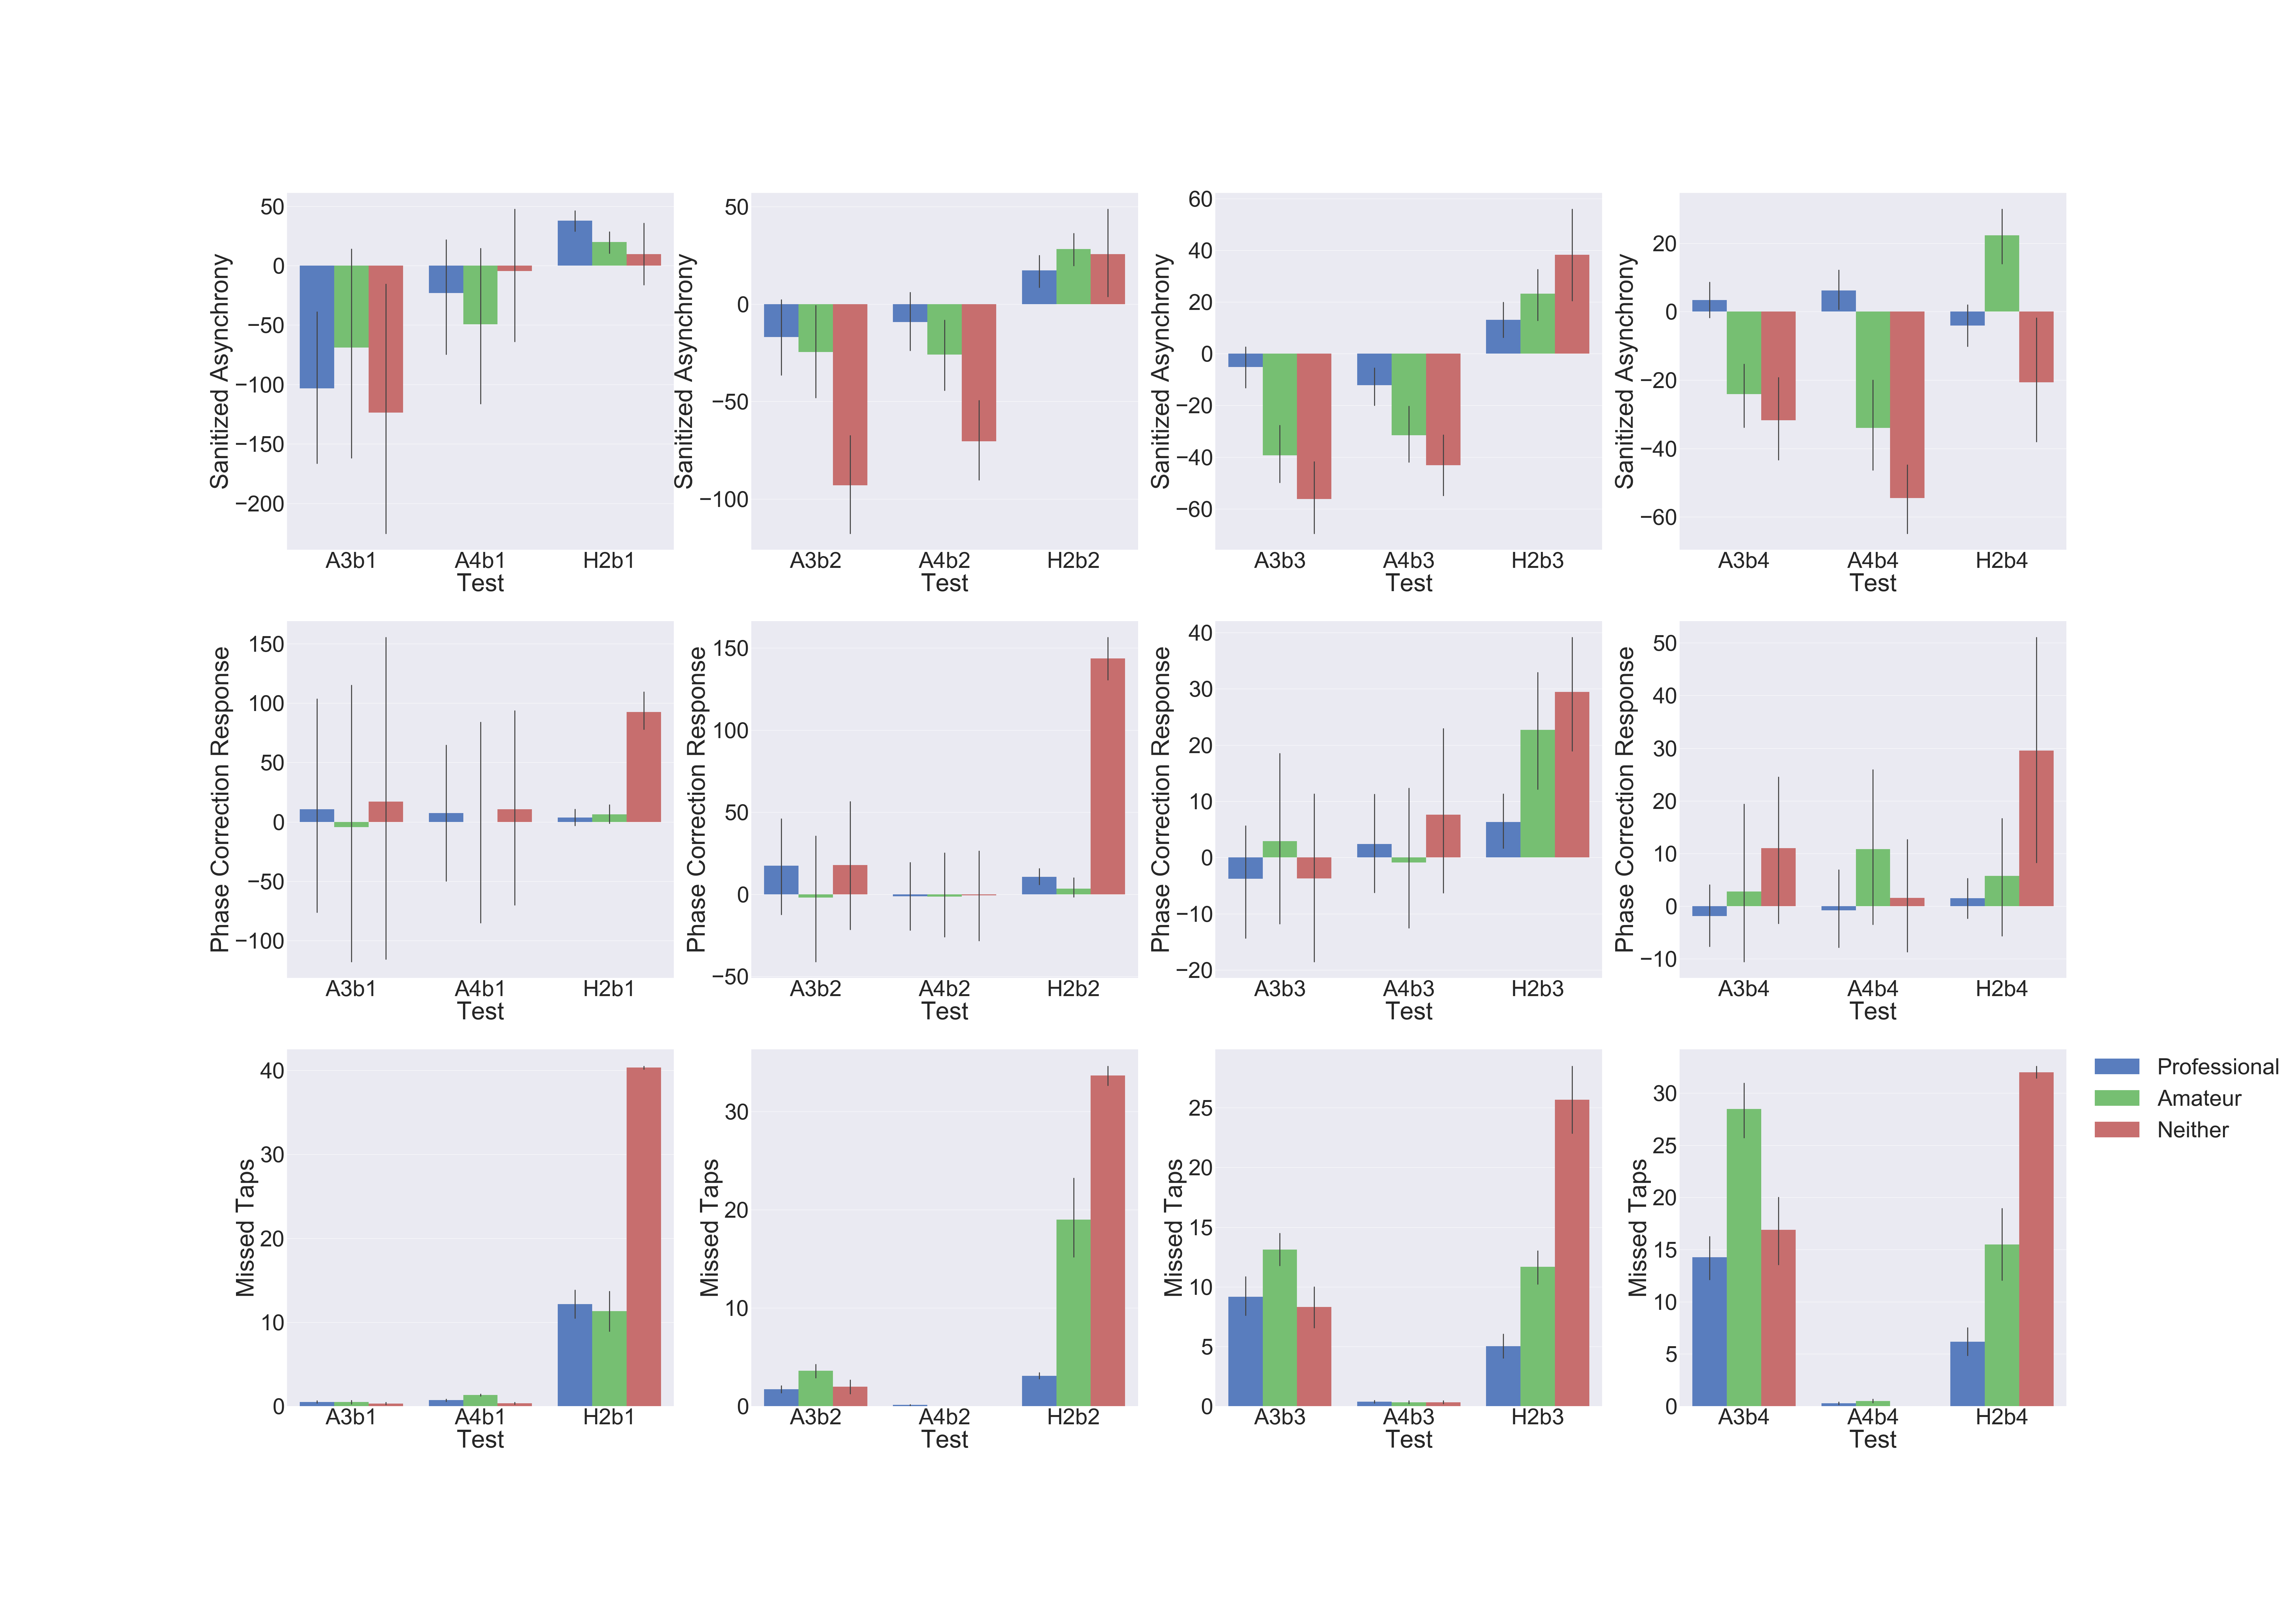 Sanitized Asynchrony
50
0
−50
−100
−150
−200
A3b1 A4b1 H2b1
Test
Sanitized Asynchrony
50
0
−50
−100
A3b2 A4b2 H2b2
Test
Sanitized Asynchrony
60
40
20
0
−20
−40
−60
A3b3 A4b3 H2b3
Test
Sanitized Asynchrony
20
0
−20
−40
−60
A3b4 A4b4 H2b4
Test
Phase Correction Response
150
100
50
0
−50
−100
A3b1 A4b1 H2b1
Test
Phase Correction Response
150
100
50
0
−50
A3b2 A4b2 H2b2
Test
Phase Correction Response
40
30
20
10
0
−10
−20
A3b3 A4b3 H2b3
Test
Phase Correction Response
50
40
30
20
10
0
−10
A3b4 A4b4 H2b4
Test
Missed Taps
40
30
20
10
0
A3b1 A4b1 H2b1
Test
Missed Taps
30
20
10
0
A3b2 A4b2 H2b2
Test
Missed Taps
25
20
15
10
5
0
A3b3 A4b3 H2b3
Test
Missed Taps
30
25
20
15
10
5
0
A3b4 A4b4 H2b4
Test
Professional
Amateur
Neither